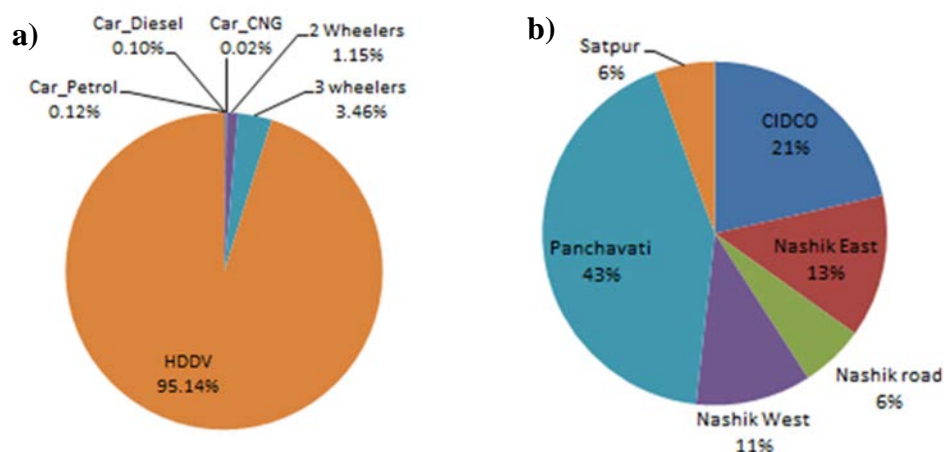 a)
Car_Diesel
0.10%
Car_CNG
0.02%
2 Wheelers
1.15%
Car_Petrol
0.12%
3 wheelers
3.46%
HDDV
95.14%
b)
Satpur
6%
CIDCO
21%
Nashik East
13%
Panchavati
43%
Nashik road
6%
Nashik West
11%